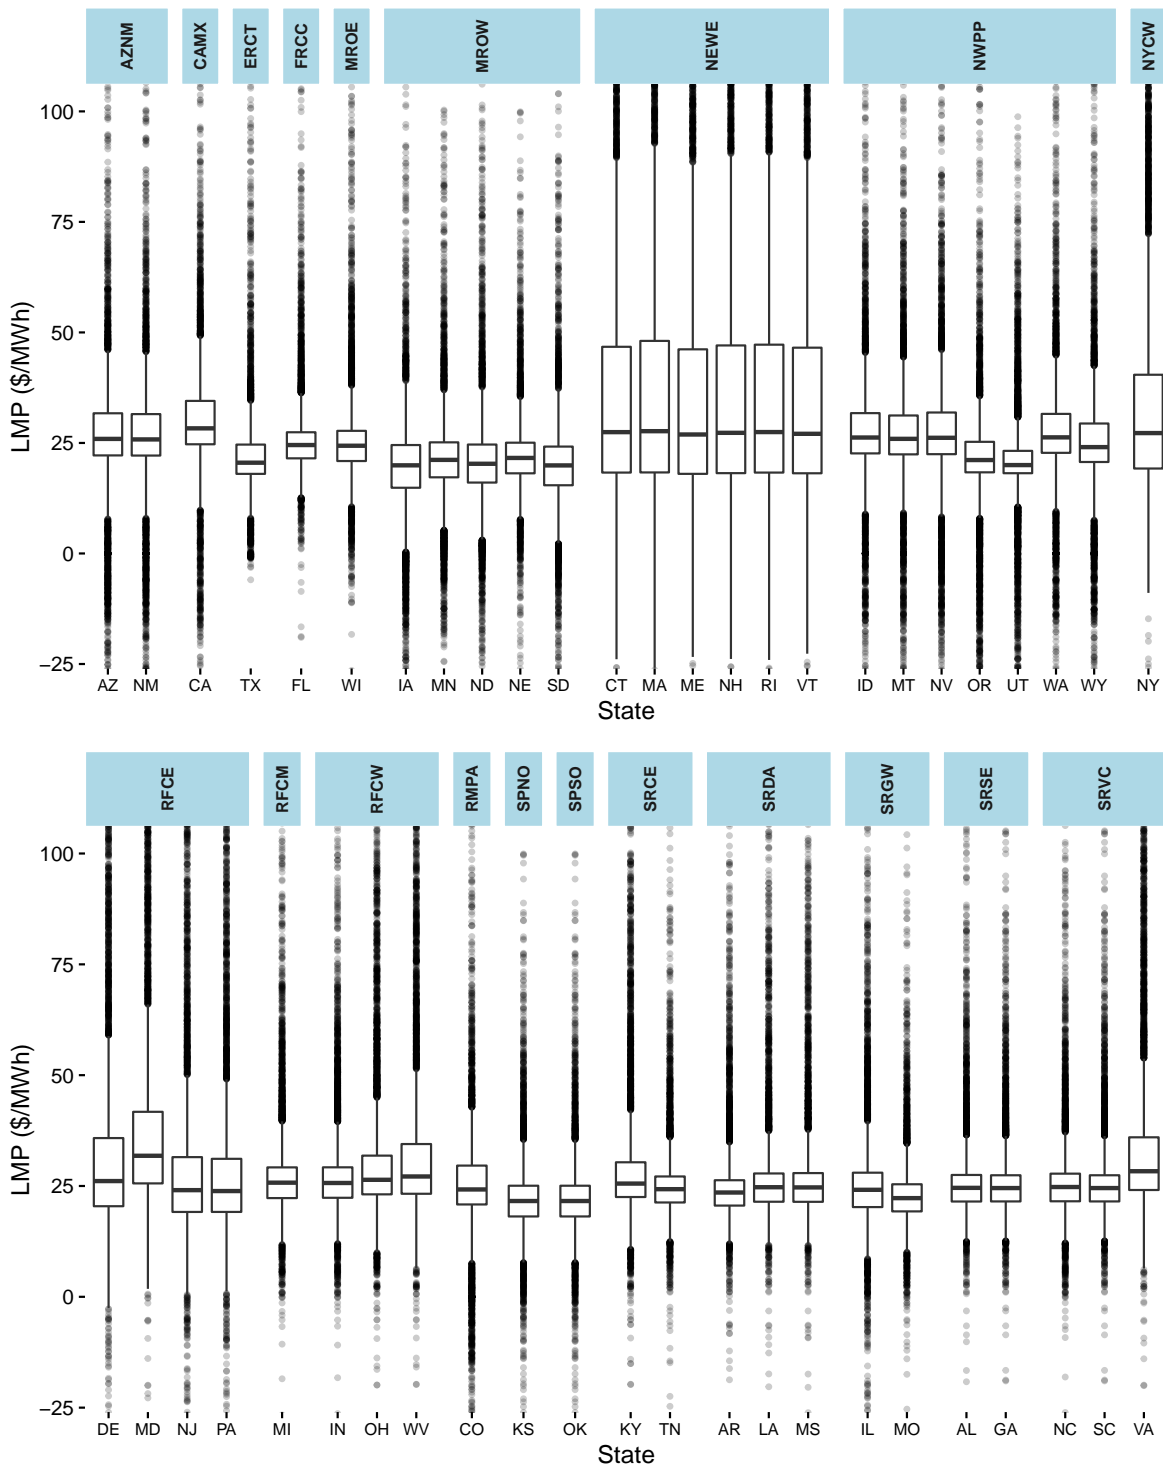 AZNM CAMX ERCT FRCC MROE MROW NEWE NWPP NYCW
100
75
50
25
0
−25
LMP ($/MWh)
AZ NM CA TX FL WI IA MN ND NE SD CT MA ME NH RI VT ID MT NV OR UT WA WY NY
State
RFCE RFCM RFCW RMPA SPNO SPSO SRCE SRDA SRGW SRSE SRVC
100
75
50
25
0
−25
LMP ($/MWh)
DE MD NJ PA MI IN OH WV CO KS OK KY TN AR LA MS IL MO AL GA NC SC VA
State